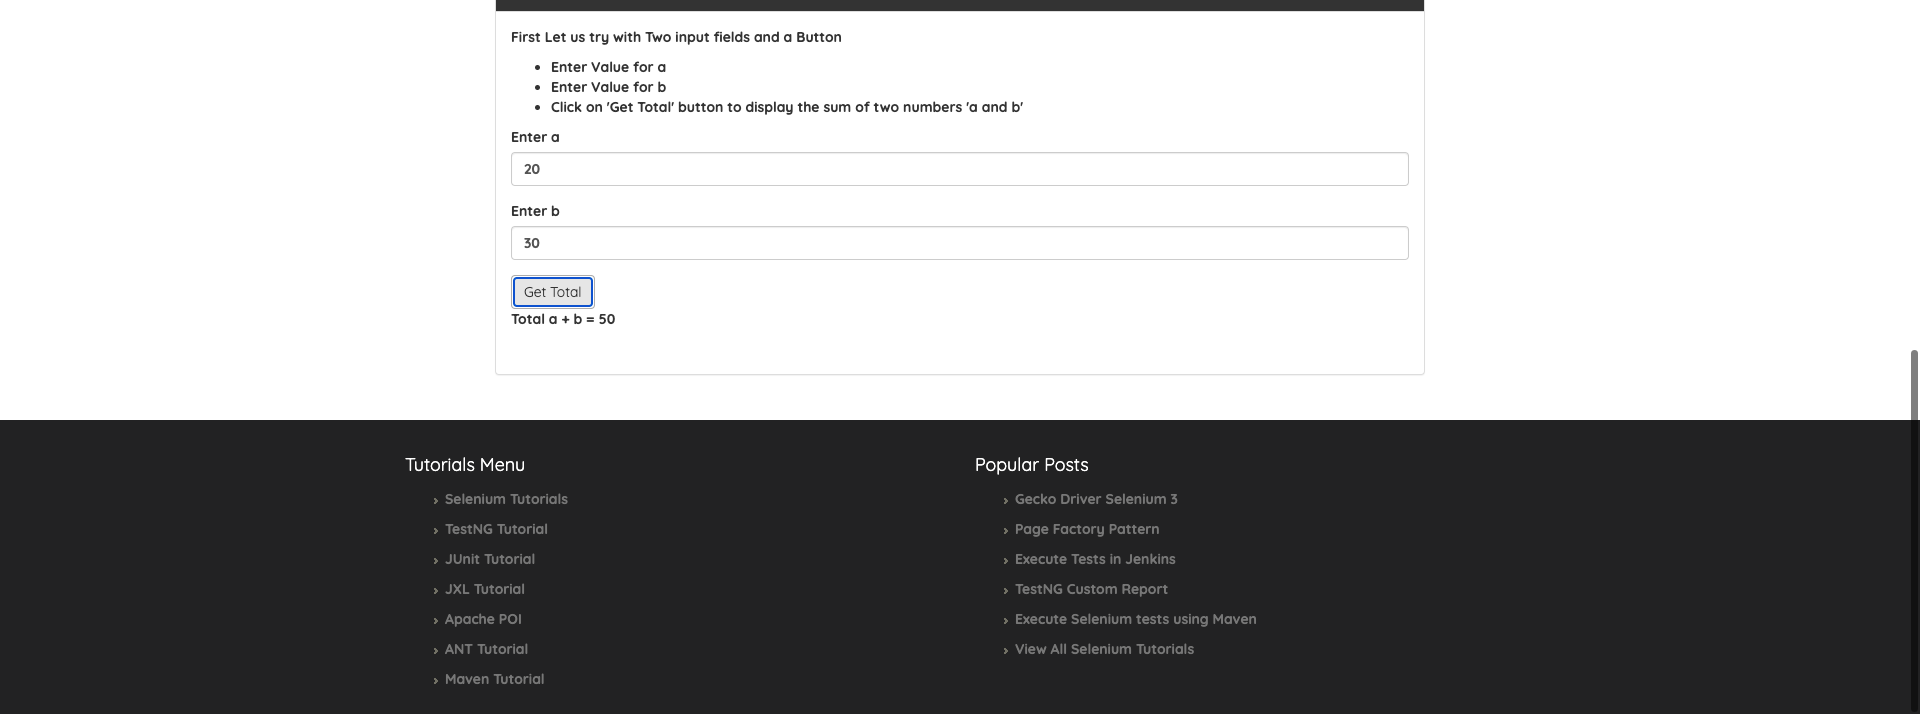 First Let us try with Two input fields and a Button
Enter Value for a
Enter Value for b
Click on 'Get Total' button to display the sum of two numbers 'a and b'
Enter a
20
Enter b
30
Get Total
Total a + b = 50
Tutorials Menu
Selenium Tutorials
TestNG Tutorial
JUnit Tutorial
JXL Tutorial
Apache POI
ANT Tutorial
Maven Tutorial
Popular Posts
Gecko Driver Selenium 3
Page Factory Pattern
Execute Tests in Jenkins
TestNG Custom Report
Execute Selenium tests using Maven
View All Selenium Tutorials